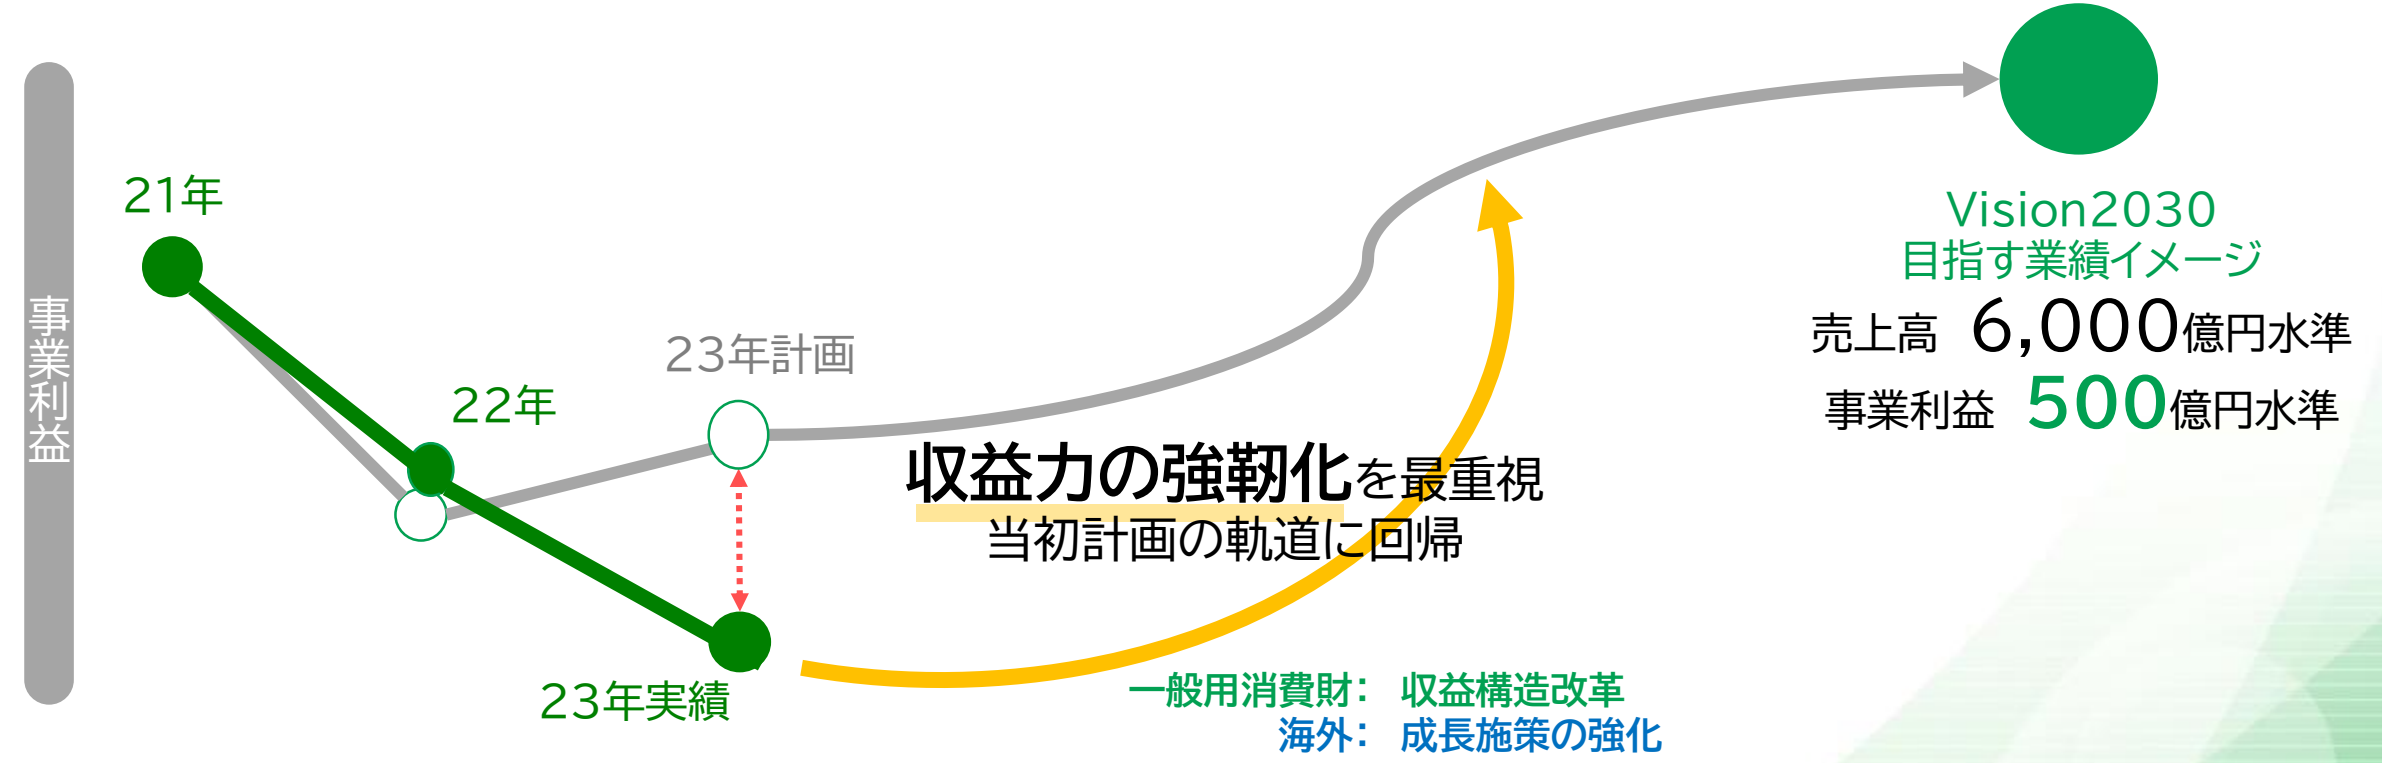 事業利益
21年
22年
23年計画
23年実績
収益力の強靭化を最重視
当初計画の軌道に回帰
一般用消費財： 収益構造改革
海外： 成長施策の強化
Vision2030
目指す業績イメージ
売上高 6,000億円水準
事業利益 500億円水準